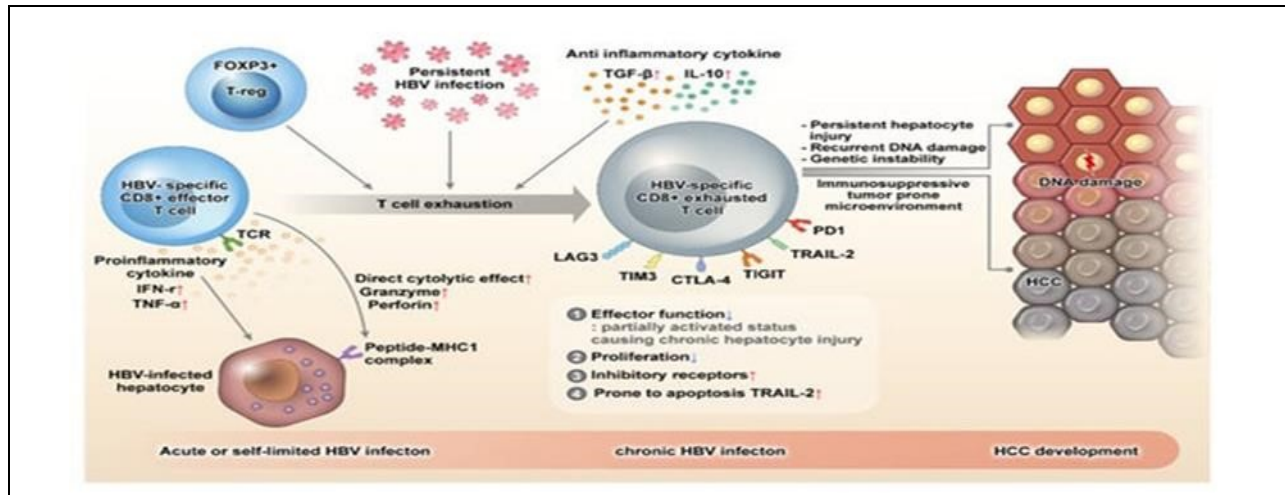 FOXP3+
T-reg
Persistent
HBV infection
Anti inflammatory cytokine
TGF-β↑ IL-10↑
HBV- specific
CD8+ effector
T cell
TCR
T cell exhaustion
HBV-specific
CD8+ exhausted
T cell
- Persistent hepatocyte
injury
- Recurrent DNA damage
- Genetic instability
Immunosuppressive
tumor prone
microenvironment
DNA damage
HCC
PD1
TRAIL-2
TIGIT
CTLA-4
TIM3
LAG3
Proinflammatory
cytokine
IFN-r↑
TNF-α↑
Direct cytolytic effect↑
Granzyme↑
Perforin↑
Peptide-MHC1
complex
HBV-infected
hepatocyte
1 Effector function↓
: partially activated status
causing chronic hepatocyte injury
2 Proliferation↓
3 Inhibitory receptors↑
4 Prone to apoptosis TRAIL-2↑
Acute or self-limited HBV infecton
chronic HBV infecton
HCC development